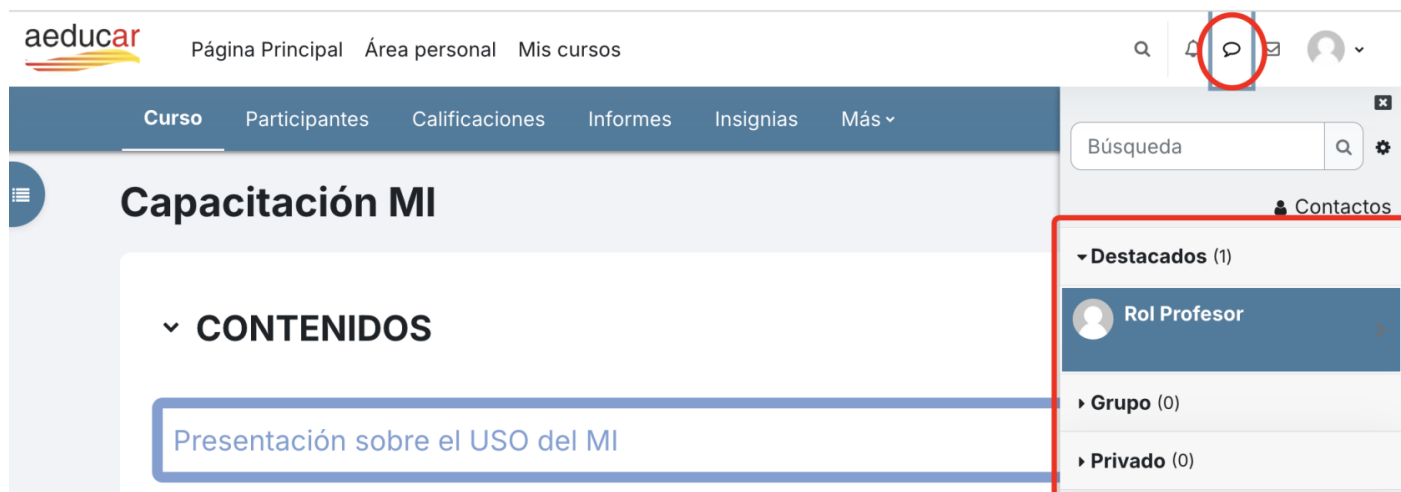 aeducar
Página Principal Área personal Mis cursos
Curso Participantes Calificaciones Informes Insignias Más
Búsqueda
Contactos
Capacitación MI
Destacados (1)
Rol Profesor
CONTENIDOS
Grupo (0)
Presentación sobre el USO del MI
Privado (0)